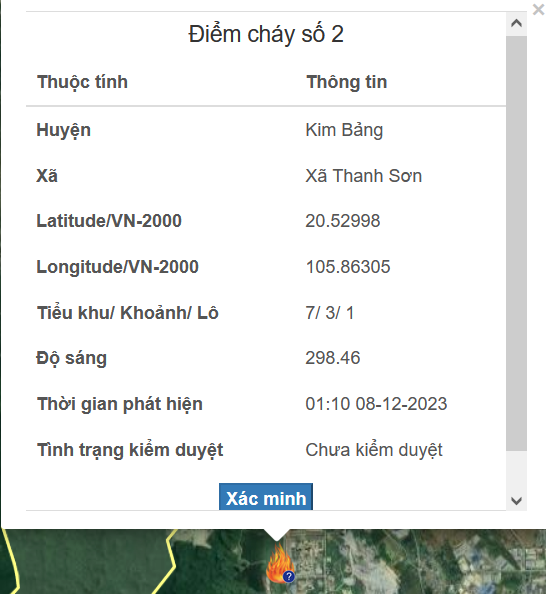 Điểm cháy số 2
Thuộc tính Thông tin
Huyện Kim Bảng
Xã Xã Thanh Sơn
Latitude/VN-2000 20.52998
Longitude/VN-2000 105.86305
Tiểu khu/ Khoảnh/ Lô 7/ 3/ 1
Độ sáng 298.46
Thời gian phát hiện 01:10 08-12-2023
Tình trạng kiểm duyệt Chưa kiểm duyệt
Xác minh
?